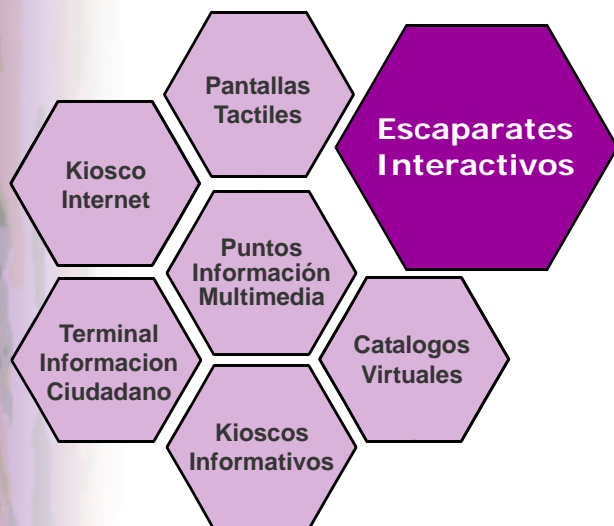 Pantallas
Tactiles
Escaparates
Interactivos
Kiosco
Internet
Puntos
Información
Multimedia
Terminal
Informacion
Ciudadano
Catalogos
Virtuales
Kioscos
Informativos